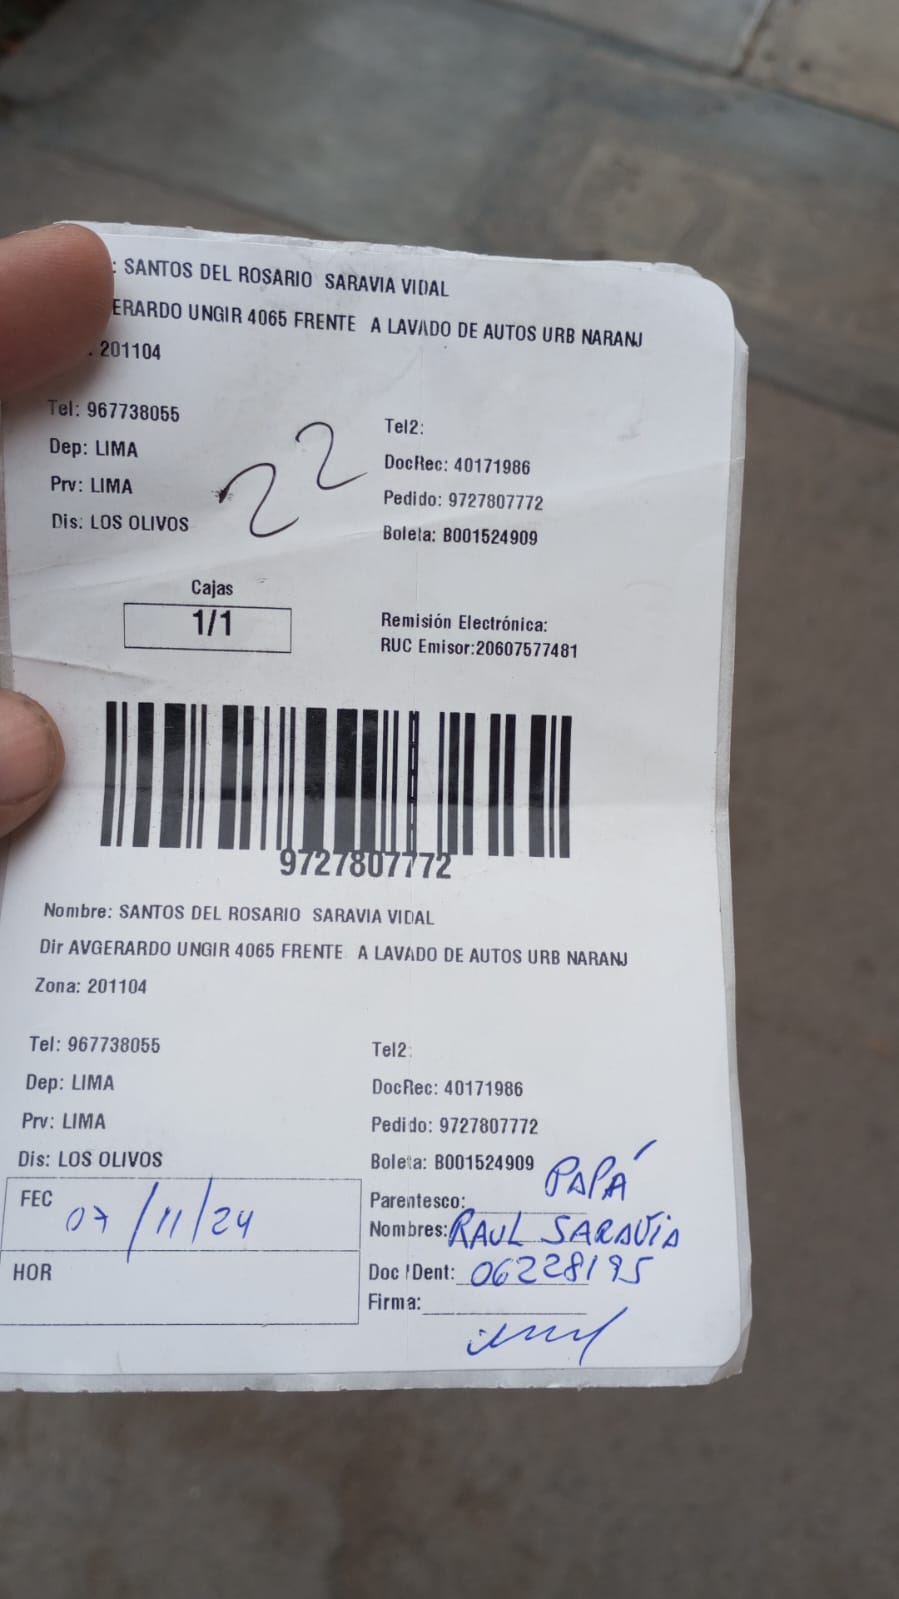 : SANTOS DEL ROSARIO SARAVIA VIDAL
ERARDO UNGIR 4065 FRENTE A LAVADO DE AUTOS URB NARANJ
. 201104
Tel: 967738055
Tel2:
Dep: LIMA
DocRec: 40171986
Prv: LIMA
Pedido: 9727807772
Dis: LOS OLIVOS
Boleta: B001524909
22
Cajas
1/1
Remisión Electrónica:
RUC Emisor:20607577481
9727807772
Nombre: SANTOS DEL ROSARIO SARAVIA VIDAL
Dir AVGERARDO UNGIR 4065 FRENTE A LAVADO DE AUTOS URB NARANJ
Zona: 201104
Tel: 967738055
Tel2:
Dep: LIMA
DocRec: 40171986
Prv: LIMA
Pedido: 9727807772
Dis: LOS OLIVOS
Boleta: B001524909
FEC 07/11/24
HOR
Parentesco: PAPÁ
Nombres: RAUL SARAVIA
Doc Ident: 06228195
Firma: